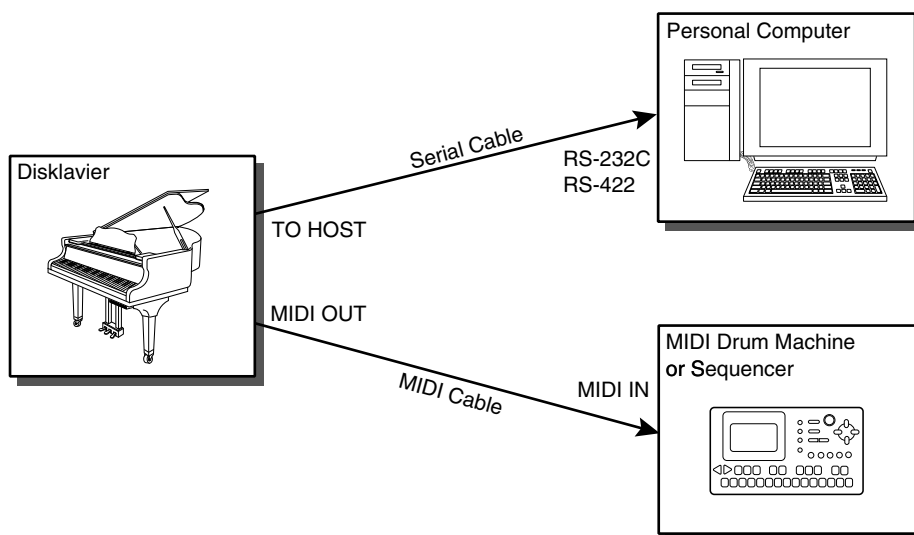 Personal Computer
Serial Cable
RS-232C
RS-422
Disklavier
TO HOST
MIDI OUT
MIDI Cable
MIDI IN
MIDI Drum Machine
or Sequencer